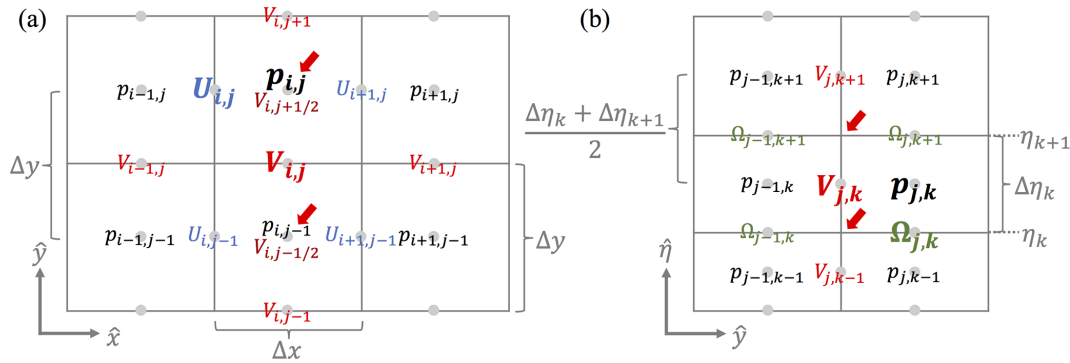 (a)
V_{i,j+1}
p_{i,j}
p_{i−1,j} U_{i,j} V_{i,j+1/2} U_{i+1,j} p_{i+1,j}
Δy
V_{i−1,j} V_{i,j} V_{i+1,j}
p_{i,j−1}
p_{i−1,j−1} U_{i,j−1} V_{i,j−1/2} U_{i+1,j−1} p_{i+1,j−1}
Δy
ŷ
V_{i,j−1}
x̂
Δx
(b)
p_{j−1,k+1} V_{j,k+1} p_{j,k+1}
Δη_k + Δη_{k+1}
2
Ω_{j−1,k+1} Ω_{j,k+1} η_{k+1}
p_{j−1,k} V_{j,k} p_{j,k} Δη_k
Ω_{j−1,k} Ω_{j,k} η_k
η̂
p_{j−1,k−1} V_{j,k−1} p_{j,k−1}
ŷ